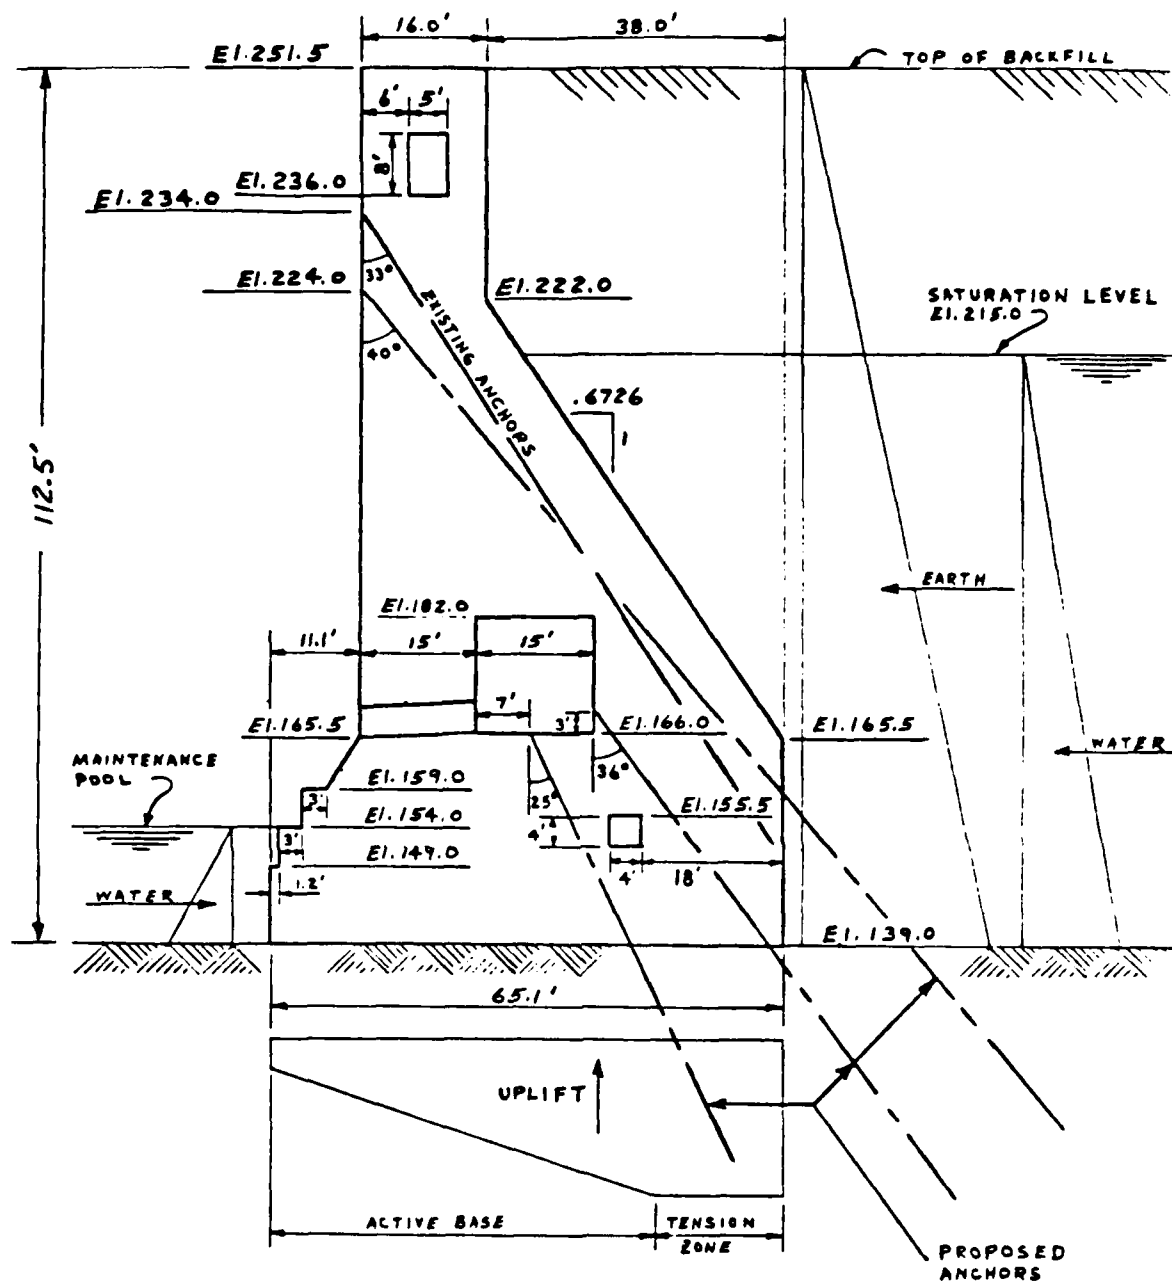 16.0'
38.0'
El.251.5
TOP OF BACKFILL
6'
5'
8'
El.236.0
El.234.0
33°
El.224.0
El.222.0
SATURATION LEVEL
El.215.0
40°
EXISTING ANCHORS
.6726
1
112.5'
EARTH
El.182.0
11.1'
15'
15'
7'
3'
El.165.5
El.166.0
El.165.5
WATER
MAINTENANCE
POOL
36°
El.159.0
3'
25°
El.155.5
El.154.0
4'
3'
El.149.0
4'
18'
1.2'
WATER
El.139.0
65.1'
UPLIFT
ACTIVE BASE
TENSION
ZONE
PROPOSED
ANCHORS